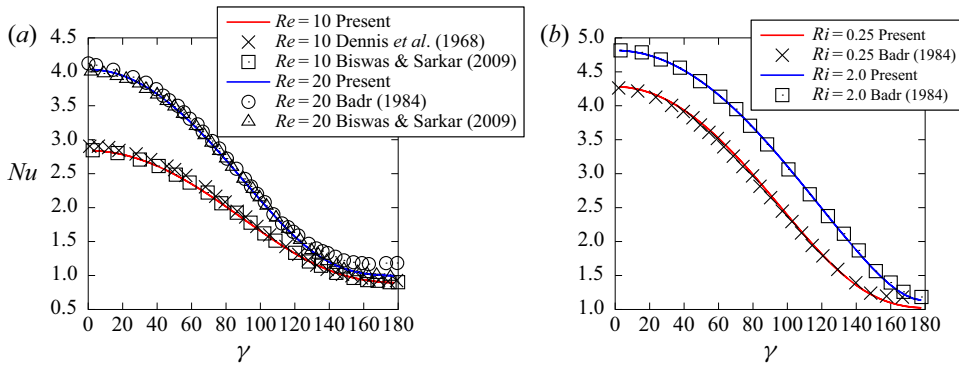 (a)
Re = 10 Present
Re = 10 Dennis et al. (1968)
Re = 10 Biswas & Sarkar (2009)
Re = 20 Present
Re = 20 Badr (1984)
Re = 20 Biswas & Sarkar (2009)
4.5
4.0
3.5
3.0
2.5
2.0
1.5
1.0
0.5
Nu
0 20 40 60 80 100 120 140 160 180
γ
(b)
Ri = 0.25 Present
Ri = 0.25 Badr (1984)
Ri = 2.0 Present
Ri = 2.0 Badr (1984)
5.0
4.5
4.0
3.5
3.0
2.5
2.0
1.5
1.0
0 20 40 60 80 100 120 140 160 180
γ